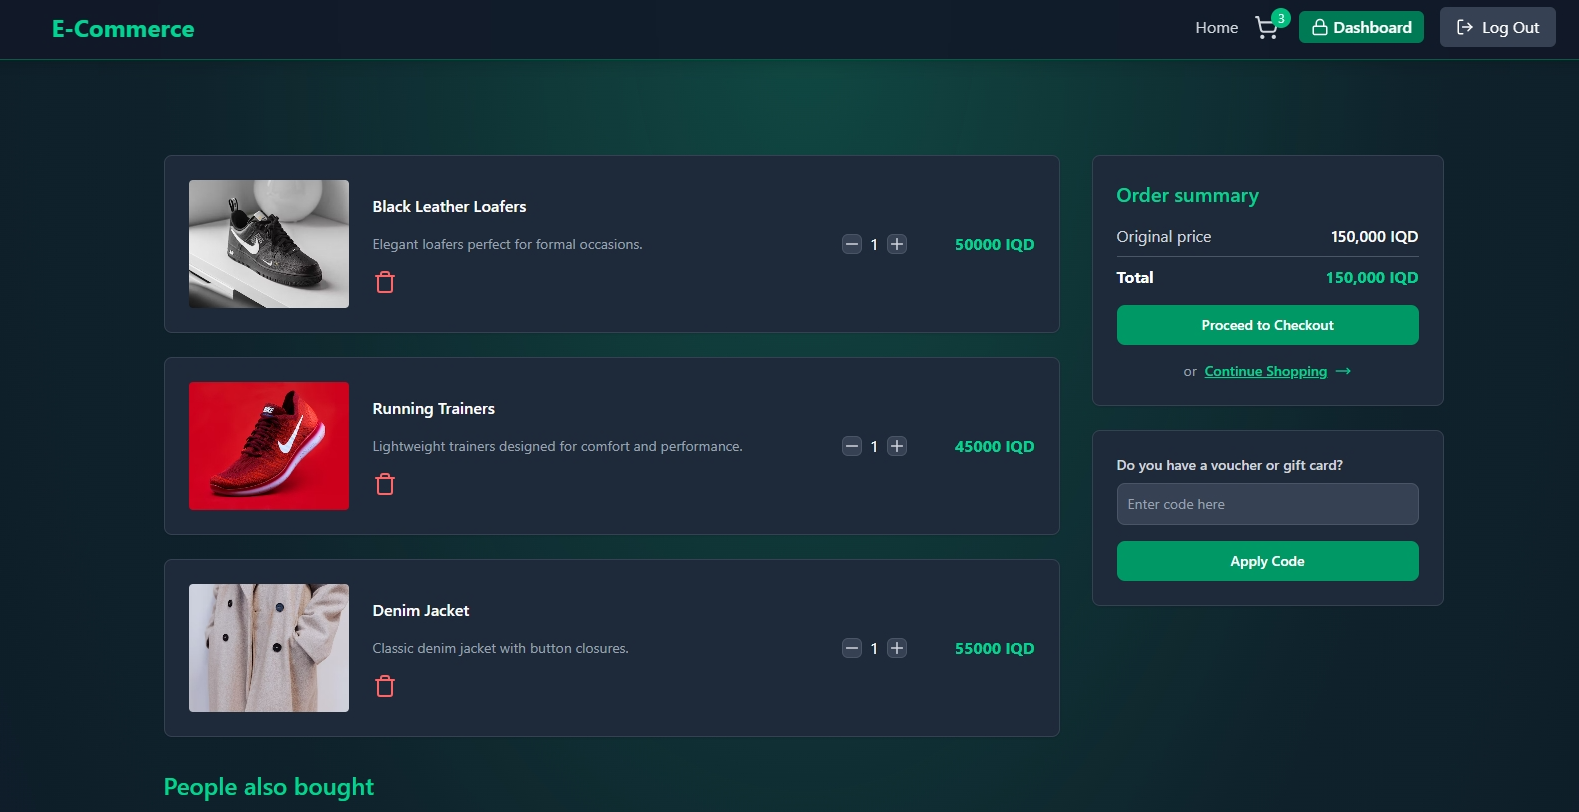 E-Commerce
Home
3
Dashboard
Log Out
Black Leather Loafers
Elegant loafers perfect for formal occasions.
1
50000 IQD
Running Trainers
Lightweight trainers designed for comfort and performance.
1
45000 IQD
NIKE
Denim Jacket
Classic denim jacket with button closures.
1
55000 IQD
Order summary
Original price 150,000 IQD
Total 150,000 IQD
Proceed to Checkout
or Continue Shopping →
Do you have a voucher or gift card?
Enter code here
Apply Code
People also bought